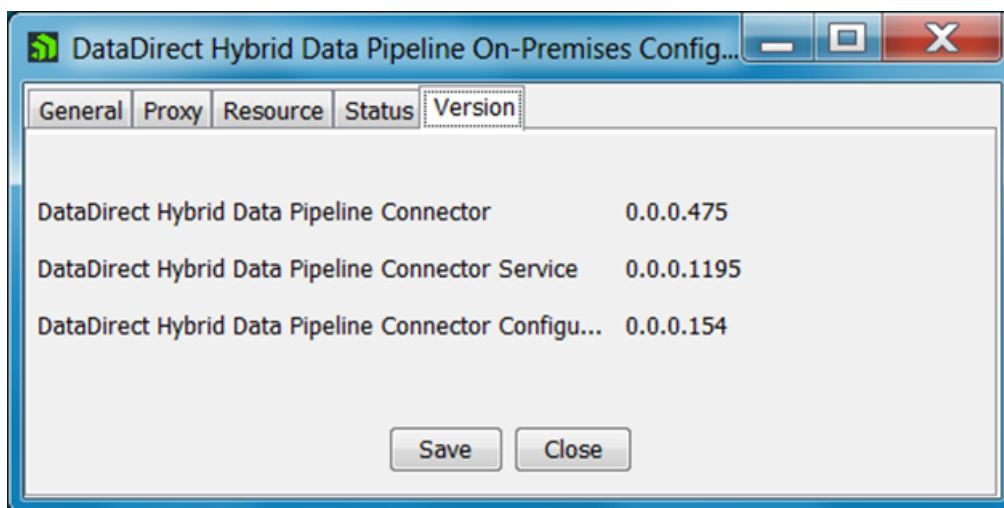 DataDirect Hybrid Data Pipeline On-Premises Config...
General Proxy Resource Status Version
DataDirect Hybrid Data Pipeline Connector 0.0.0.475
DataDirect Hybrid Data Pipeline Connector Service 0.0.0.1195
DataDirect Hybrid Data Pipeline Connector Configu... 0.0.0.154
Save Close